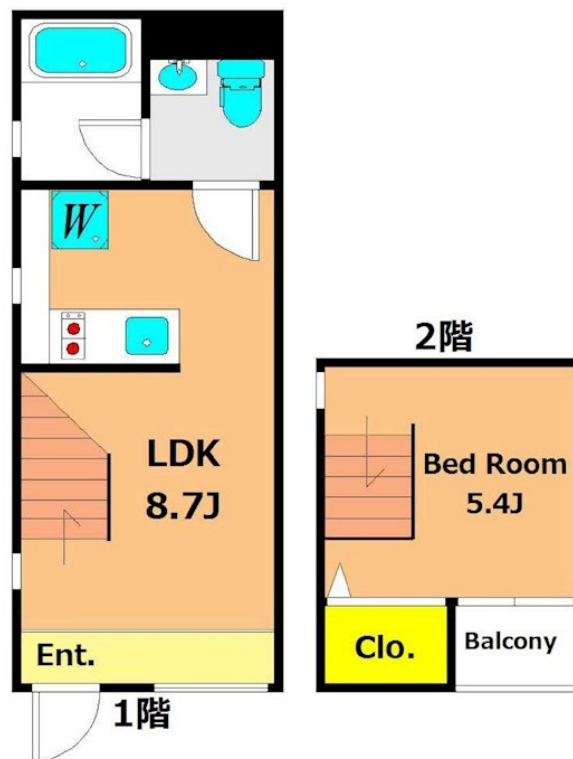 W
LDK
8.7J
Ent.
1階
2階
Bed Room
5.4J
Clo.
Balcony